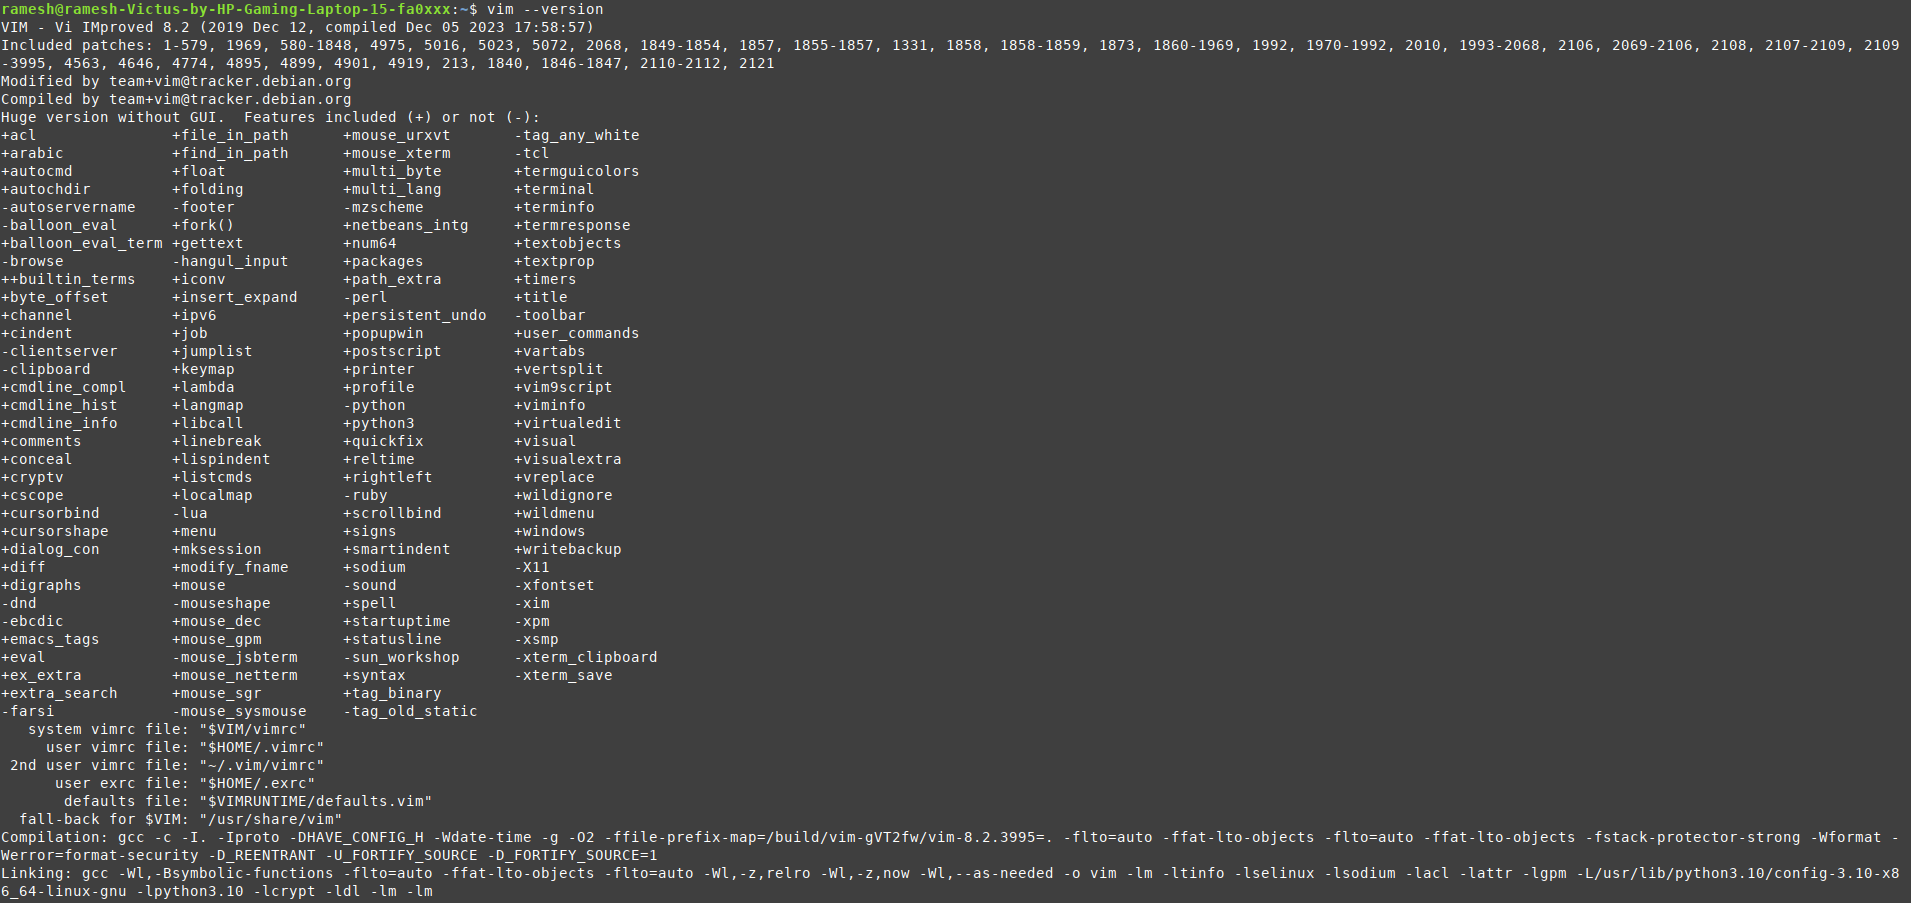 ramesh@ramesh-Victus-by-HP-Gaming-Laptop-15-fa0xxx:~$ vim --version
VIM - Vi IMproved 8.2 (2019 Dec 12, compiled Dec 05 2023 17:58:57)
Included patches: 1-579, 1969, 580-1848, 4975, 5016, 5023, 5072, 2068, 1849-1854, 1857, 1855-1857, 1331, 1858, 1858-1859, 1873, 1860-1969, 1992, 1970-1992, 2010, 1993-2068, 2106, 2069-2106, 2108, 2107-2109, 2109
-3995, 4563, 4646, 4774, 4895, 4899, 4901, 4919, 213, 1840, 1846-1847, 2110-2112, 2121
Modified by team+vim@tracker.debian.org
Compiled by team+vim@tracker.debian.org
Huge version without GUI.  Features included (+) or not (-):
+acl               +file_in_path      +mouse_urxvt       -tag_any_white
+arabic            +find_in_path      +mouse_xterm       -tcl
+autocmd           +float             +multi_byte        +termguicolors
+autochdir         +folding           +multi_lang        +terminal
-autoservername    -footer            -mzscheme          +terminfo
-balloon_eval      +fork()            +netbeans_intg     +termresponse
+balloon_eval_term +gettext           +num64             +textobjects
-browse            -hangul_input      +packages          +textprop
++builtin_terms    +iconv             +path_extra        +timers
+byte_offset       +insert_expand     -perl              +title
+channel           +ipv6              +persistent_undo   -toolbar
+cindent           +job               +popupwin          +user_commands
-clientserver      +jumplist          +postscript        +vartabs
-clipboard         +keymap            +printer           +vertsplit
+cmdline_compl     +lambda            +profile           +vim9script
+cmdline_hist      +langmap           -python            +viminfo
+cmdline_info      +libcall           +python3           +virtualedit
+comments          +linebreak         +quickfix          +visual
+conceal           +lispindent        +reltime           +visualextra
+cryptv            +listcmds          +rightleft         +vreplace
+cscope            +localmap          -ruby              +wildignore
+cursorbind        -lua               +scrollbind        +wildmenu
+cursorshape       +menu              +signs             +windows
+dialog_con        +mksession         +smartindent       +writebackup
+diff              +modify_fname      +sodium            -X11
+digraphs          +mouse             -sound             -xfontset
-dnd               -mouseshape        +spell             -xim
-ebcdic            +mouse_dec         +startuptime       -xpm
+emacs_tags        +mouse_gpm         +statusline        -xsmp
+eval              -mouse_jsbterm     -sun_workshop      -xterm_clipboard
+ex_extra          +mouse_netterm     +syntax            -xterm_save
+extra_search      +mouse_sgr         +tag_binary
-farsi             -mouse_sysmouse    -tag_old_static
   system vimrc file: "$VIM/vimrc"
     user vimrc file: "$HOME/.vimrc"
 2nd user vimrc file: "~/.vim/vimrc"
      user exrc file: "$HOME/.exrc"
       defaults file: "$VIMRUNTIME/defaults.vim"
  fall-back for $VIM: "/usr/share/vim"
Compilation: gcc -c -I. -Iproto -DHAVE_CONFIG_H -Wdate-time -g -O2 -ffile-prefix-map=/build/vim-gVT2fw/vim-8.2.3995=. -flto=auto -ffat-lto-objects -flto=auto -ffat-lto-objects -fstack-protector-strong -Wformat -
Werror=format-security -D_REENTRANT -U_FORTIFY_SOURCE -D_FORTIFY_SOURCE=1
Linking: gcc -Wl,-Bsymbolic-functions -flto=auto -ffat-lto-objects -flto=auto -Wl,-z,relro -Wl,-z,now -Wl,--as-needed -o vim -lm -ltinfo -lselinux -lsodium -lacl -lattr -lgpm -L/usr/lib/python3.10/config-3.10-x8
6_64-linux-gnu -lpython3.10 -lcrypt -ldl -lm -lm